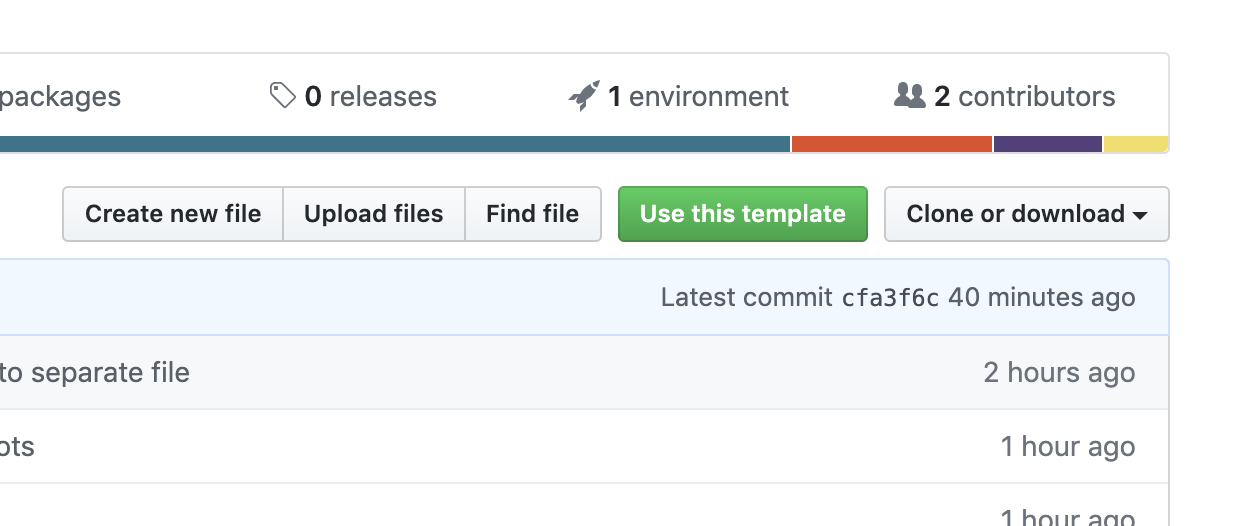 packages 0 releases 1 environment 2 contributors
Create new file Upload files Find file Use this template Clone or download
Latest commit cfa3f6c 40 minutes ago
to separate file 2 hours ago
ots 1 hour ago
1 hour ago